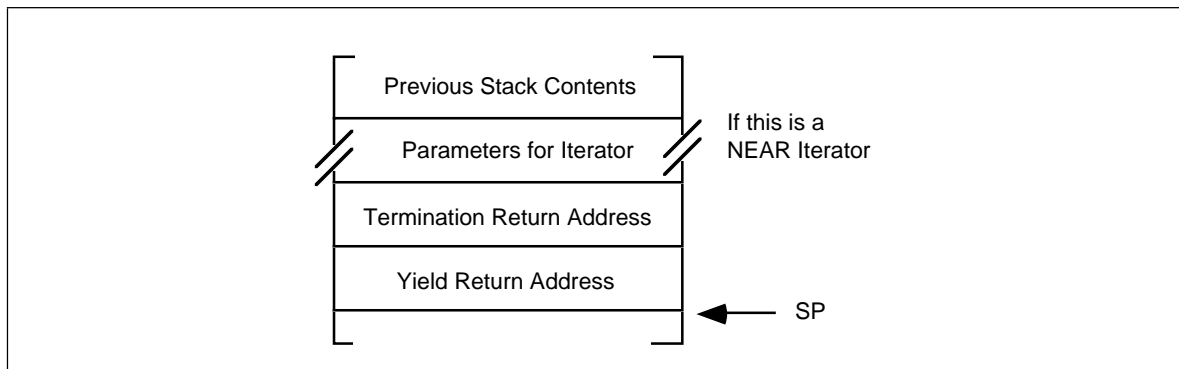 Previous Stack Contents
If this is a
NEAR Iterator
Parameters for Iterator
Termination Return Address
Yield Return Address
SP